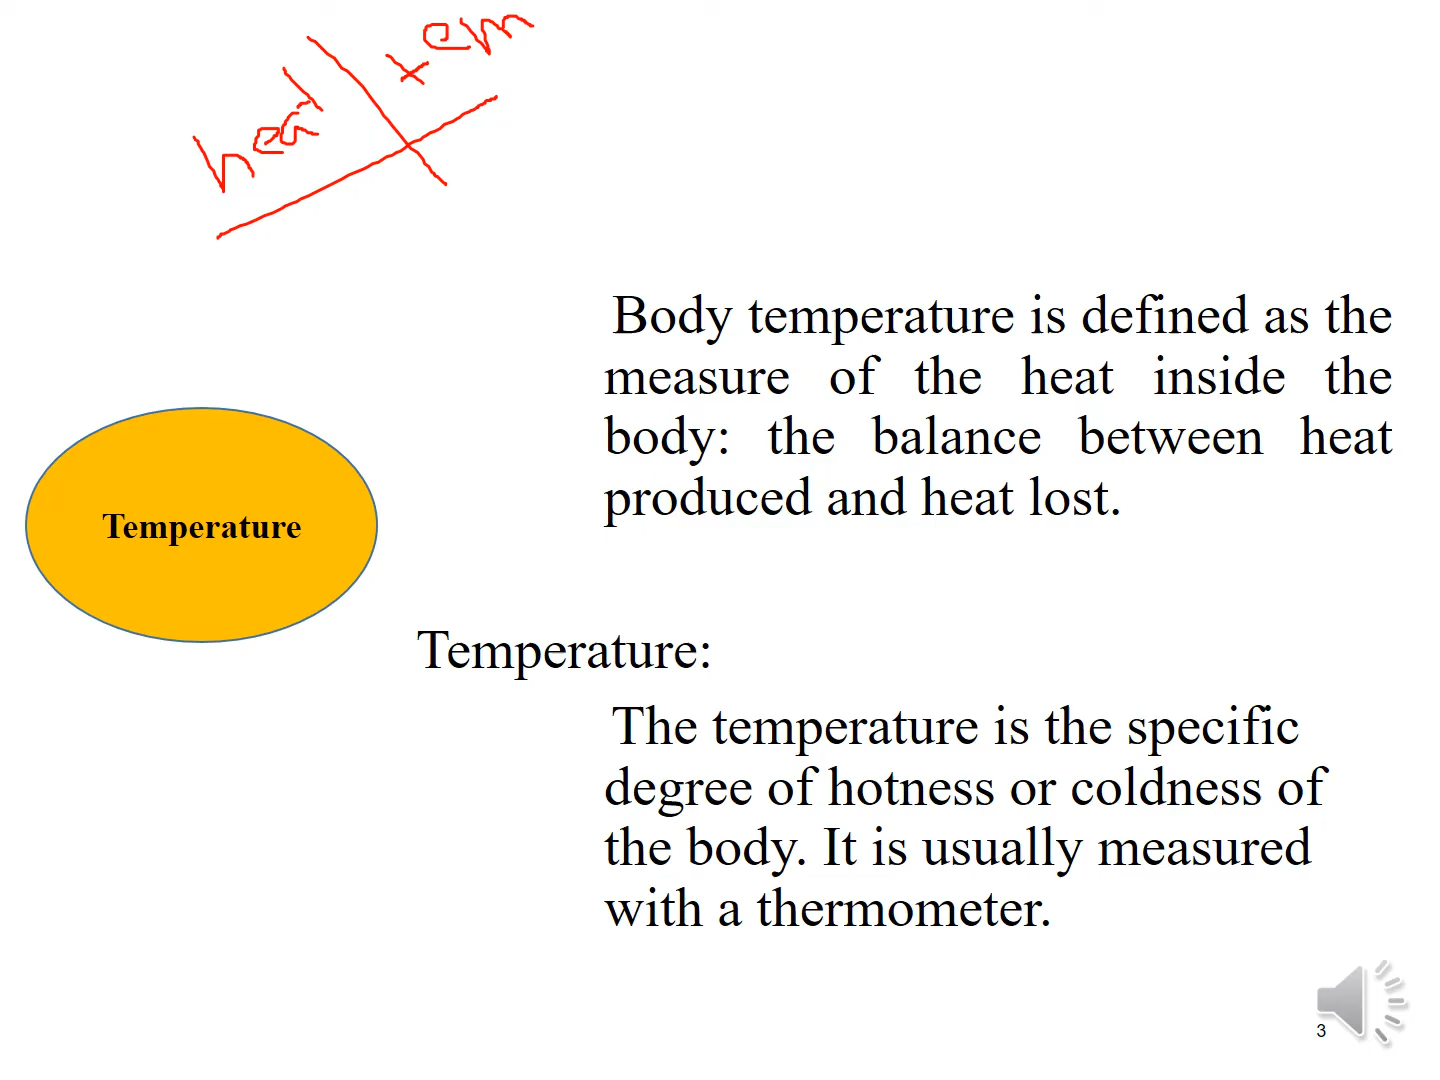 heat tem
Body temperature is defined as the
measure of the heat inside the
body: the balance between heat
produced and heat lost.
Temperature
Temperature:
The temperature is the specific
degree of hotness or coldness of
the body. It is usually measured
with a thermometer.
3